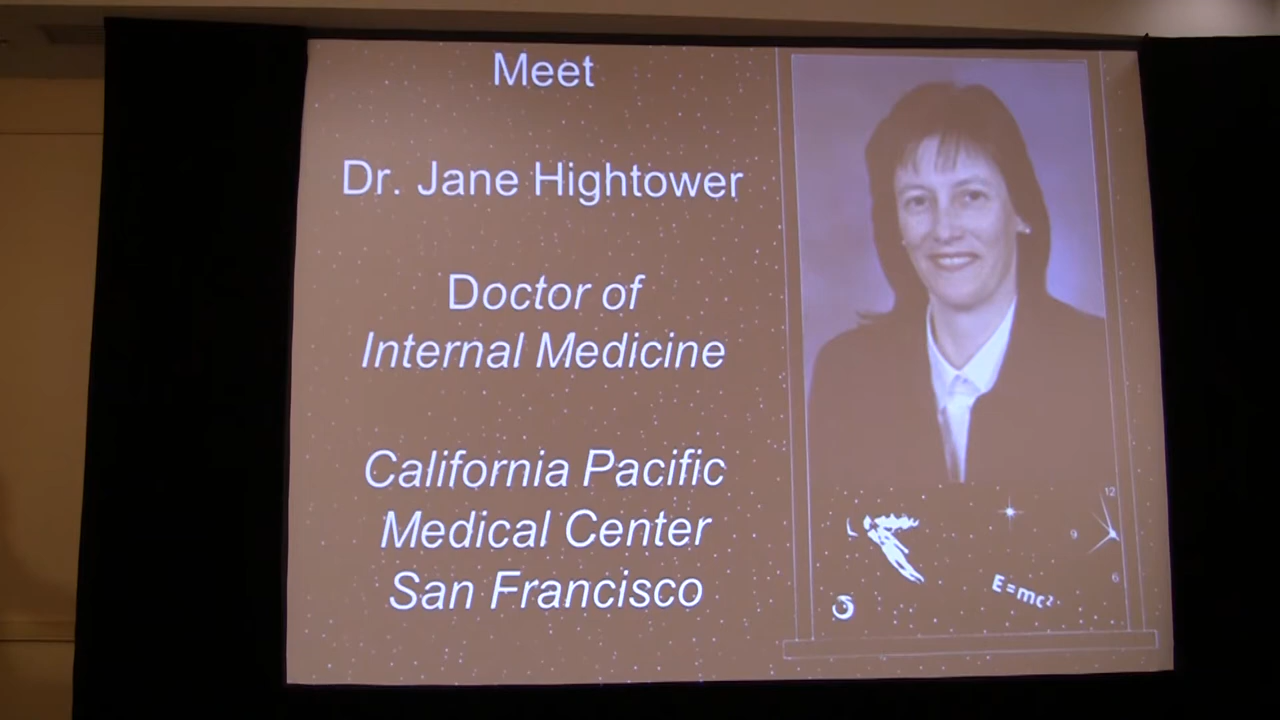 Meet
Dr. Jane Hightower
Doctor of
Internal Medicine
California Pacific
Medical Center
San Francisco
12
9
6
E=mc²